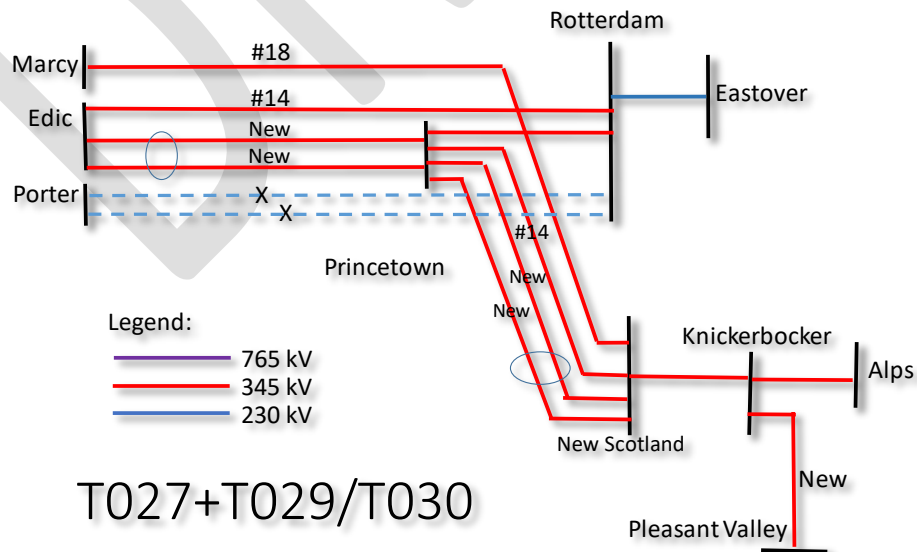 Rotterdam
Marcy
#18
Eastover
Edic
#14
New
New
Porter
X
X
#14
Princetown
New
New
Legend:
765 kV
345 kV
230 kV
Knickerbocker
Alps
New Scotland
New
T027+T029/T030
Pleasant Valley